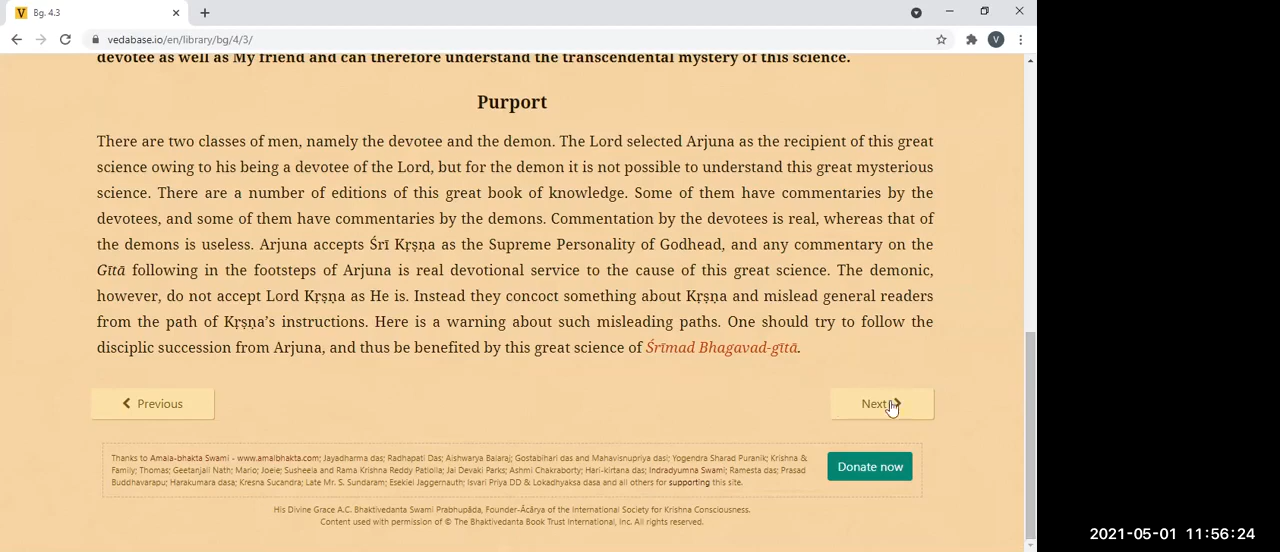 Bg. 4.3
vedabase.io/en/library/bg/4/3/
V
devotee as well as My friend and can therefore understand the transcendental mystery of this science.
Purport
There are two classes of men, namely the devotee and the demon. The Lord selected Arjuna as the recipient of this great
science owing to his being a devotee of the Lord, but for the demon it is not possible to understand this great mysterious
science. There are a number of editions of this great book of knowledge. Some of them have commentaries by the
devotees, and some of them have commentaries by the demons. Commentation by the devotees is real, whereas that of
the demons is useless. Arjuna accepts Śrī Kṛṣṇa as the Supreme Personality of Godhead, and any commentary on the
Gītā following in the footsteps of Arjuna is real devotional service to the cause of this great science. The demonic,
however, do not accept Lord Kṛṣṇa as He is. Instead they concoct something about Kṛṣṇa and mislead general readers
from the path of Kṛṣṇa’s instructions. Here is a warning about such misleading paths. One should try to follow the
disciplic succession from Arjuna, and thus be benefited by this great science of Śrīmad Bhagavad-gītā.
Previous
Next
Thanks to Amala-bhakta Swami - www.amalbhakta.com; Jayadharma das; Radhapati Das; Aishwarya Balaraj; Gostabihari das and Mahavisnupriya dasi; Yogendra Sharad Puranik; Krishna &
Family; Thomas; Geetanjali Nath; Mario; Joeie; Susheela and Rama Krishna Reddy Patlolla; Jai Devaki Parks; Ashmi Chakraborty; Hari-kirtana das; Indradyumna Swami; Ramesta das; Prasad
Buddhavarapu; Harakumara dasa; Kresna Sucandra; Late Mr. S. Sundaram; Esekiel Jaggernauth; Isvari Priya DD & Lokadhyaksa dasa and all others for supporting this site.
Donate now
His Divine Grace A.C. Bhaktivedanta Swami Prabhupāda, Founder-Ācārya of the International Society for Krishna Consciousness.
Content used with permission of © The Bhaktivedanta Book Trust International, Inc. All rights reserved.
2021-05-01 11:56:24